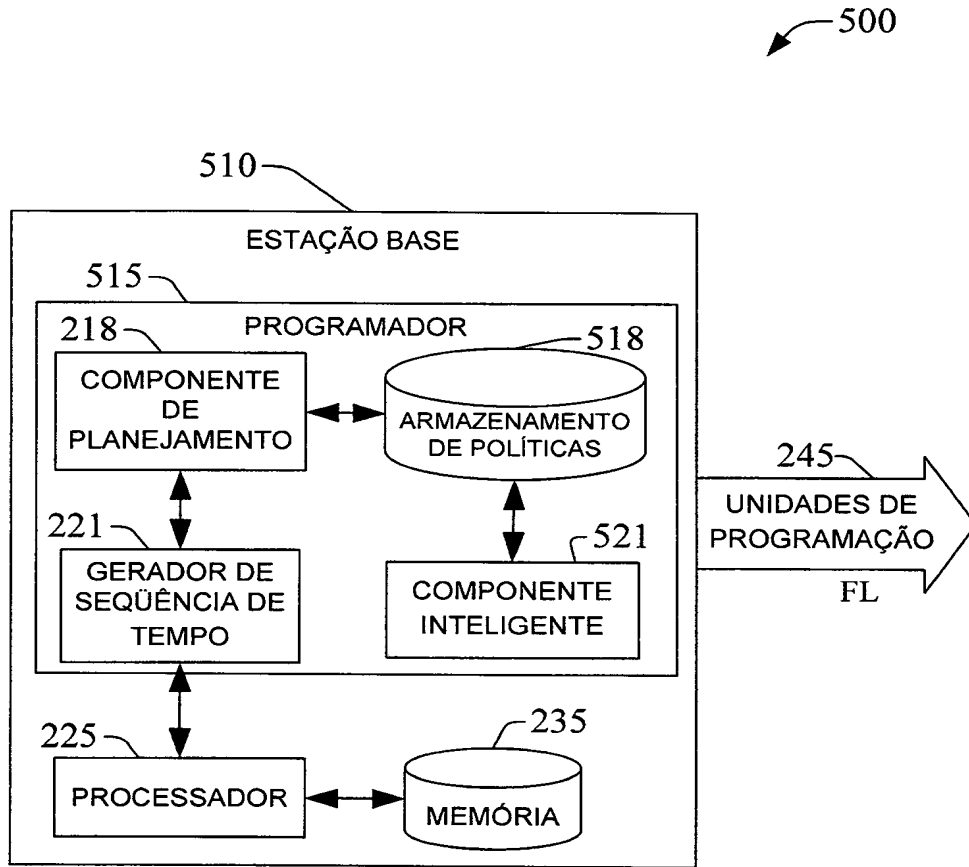 500
510
ESTAÇÃO BASE
515
PROGRAMADOR
218
518
COMPONENTE
DE
PLANEJAMENTO
ARMAZENAMENTO
DE POLÍTICAS
245
UNIDADES DE
PROGRAMAÇÃO
FL
221
521
GERADOR DE
SEQÜÊNCIA DE
TEMPO
COMPONENTE
INTELIGENTE
225
235
PROCESSADOR
MEMÓRIA